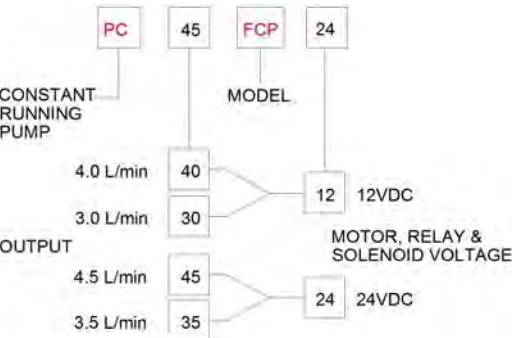 PC 45 FCP 24
CONSTANT
RUNNING
PUMP
MODEL
4.0 L/min 40
3.0 L/min 30
12 12VDC
OUTPUT
MOTOR, RELAY &
SOLENOID VOLTAGE
4.5 L/min 45
3.5 L/min 35
24 24VDC